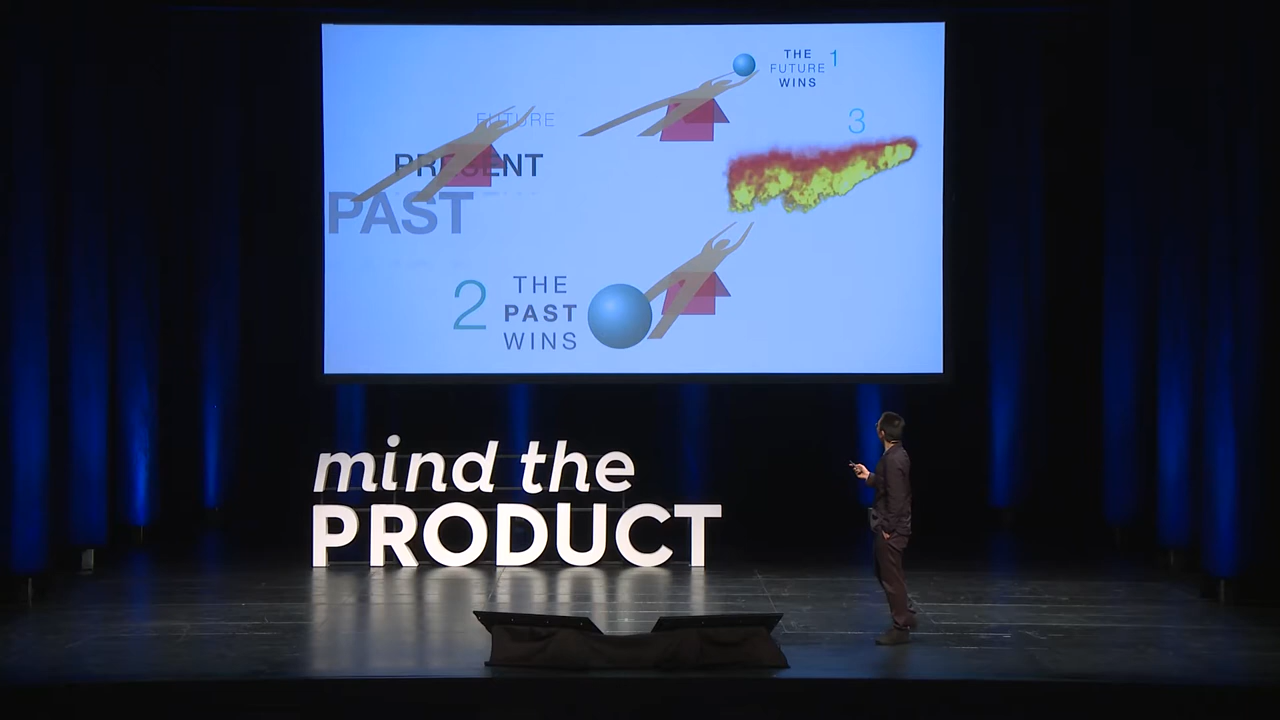 THE
FUTURE
WINS
1
FUTURE
3
PRESENT
PAST
2
THE
PAST
WINS
mind the
PRODUCT